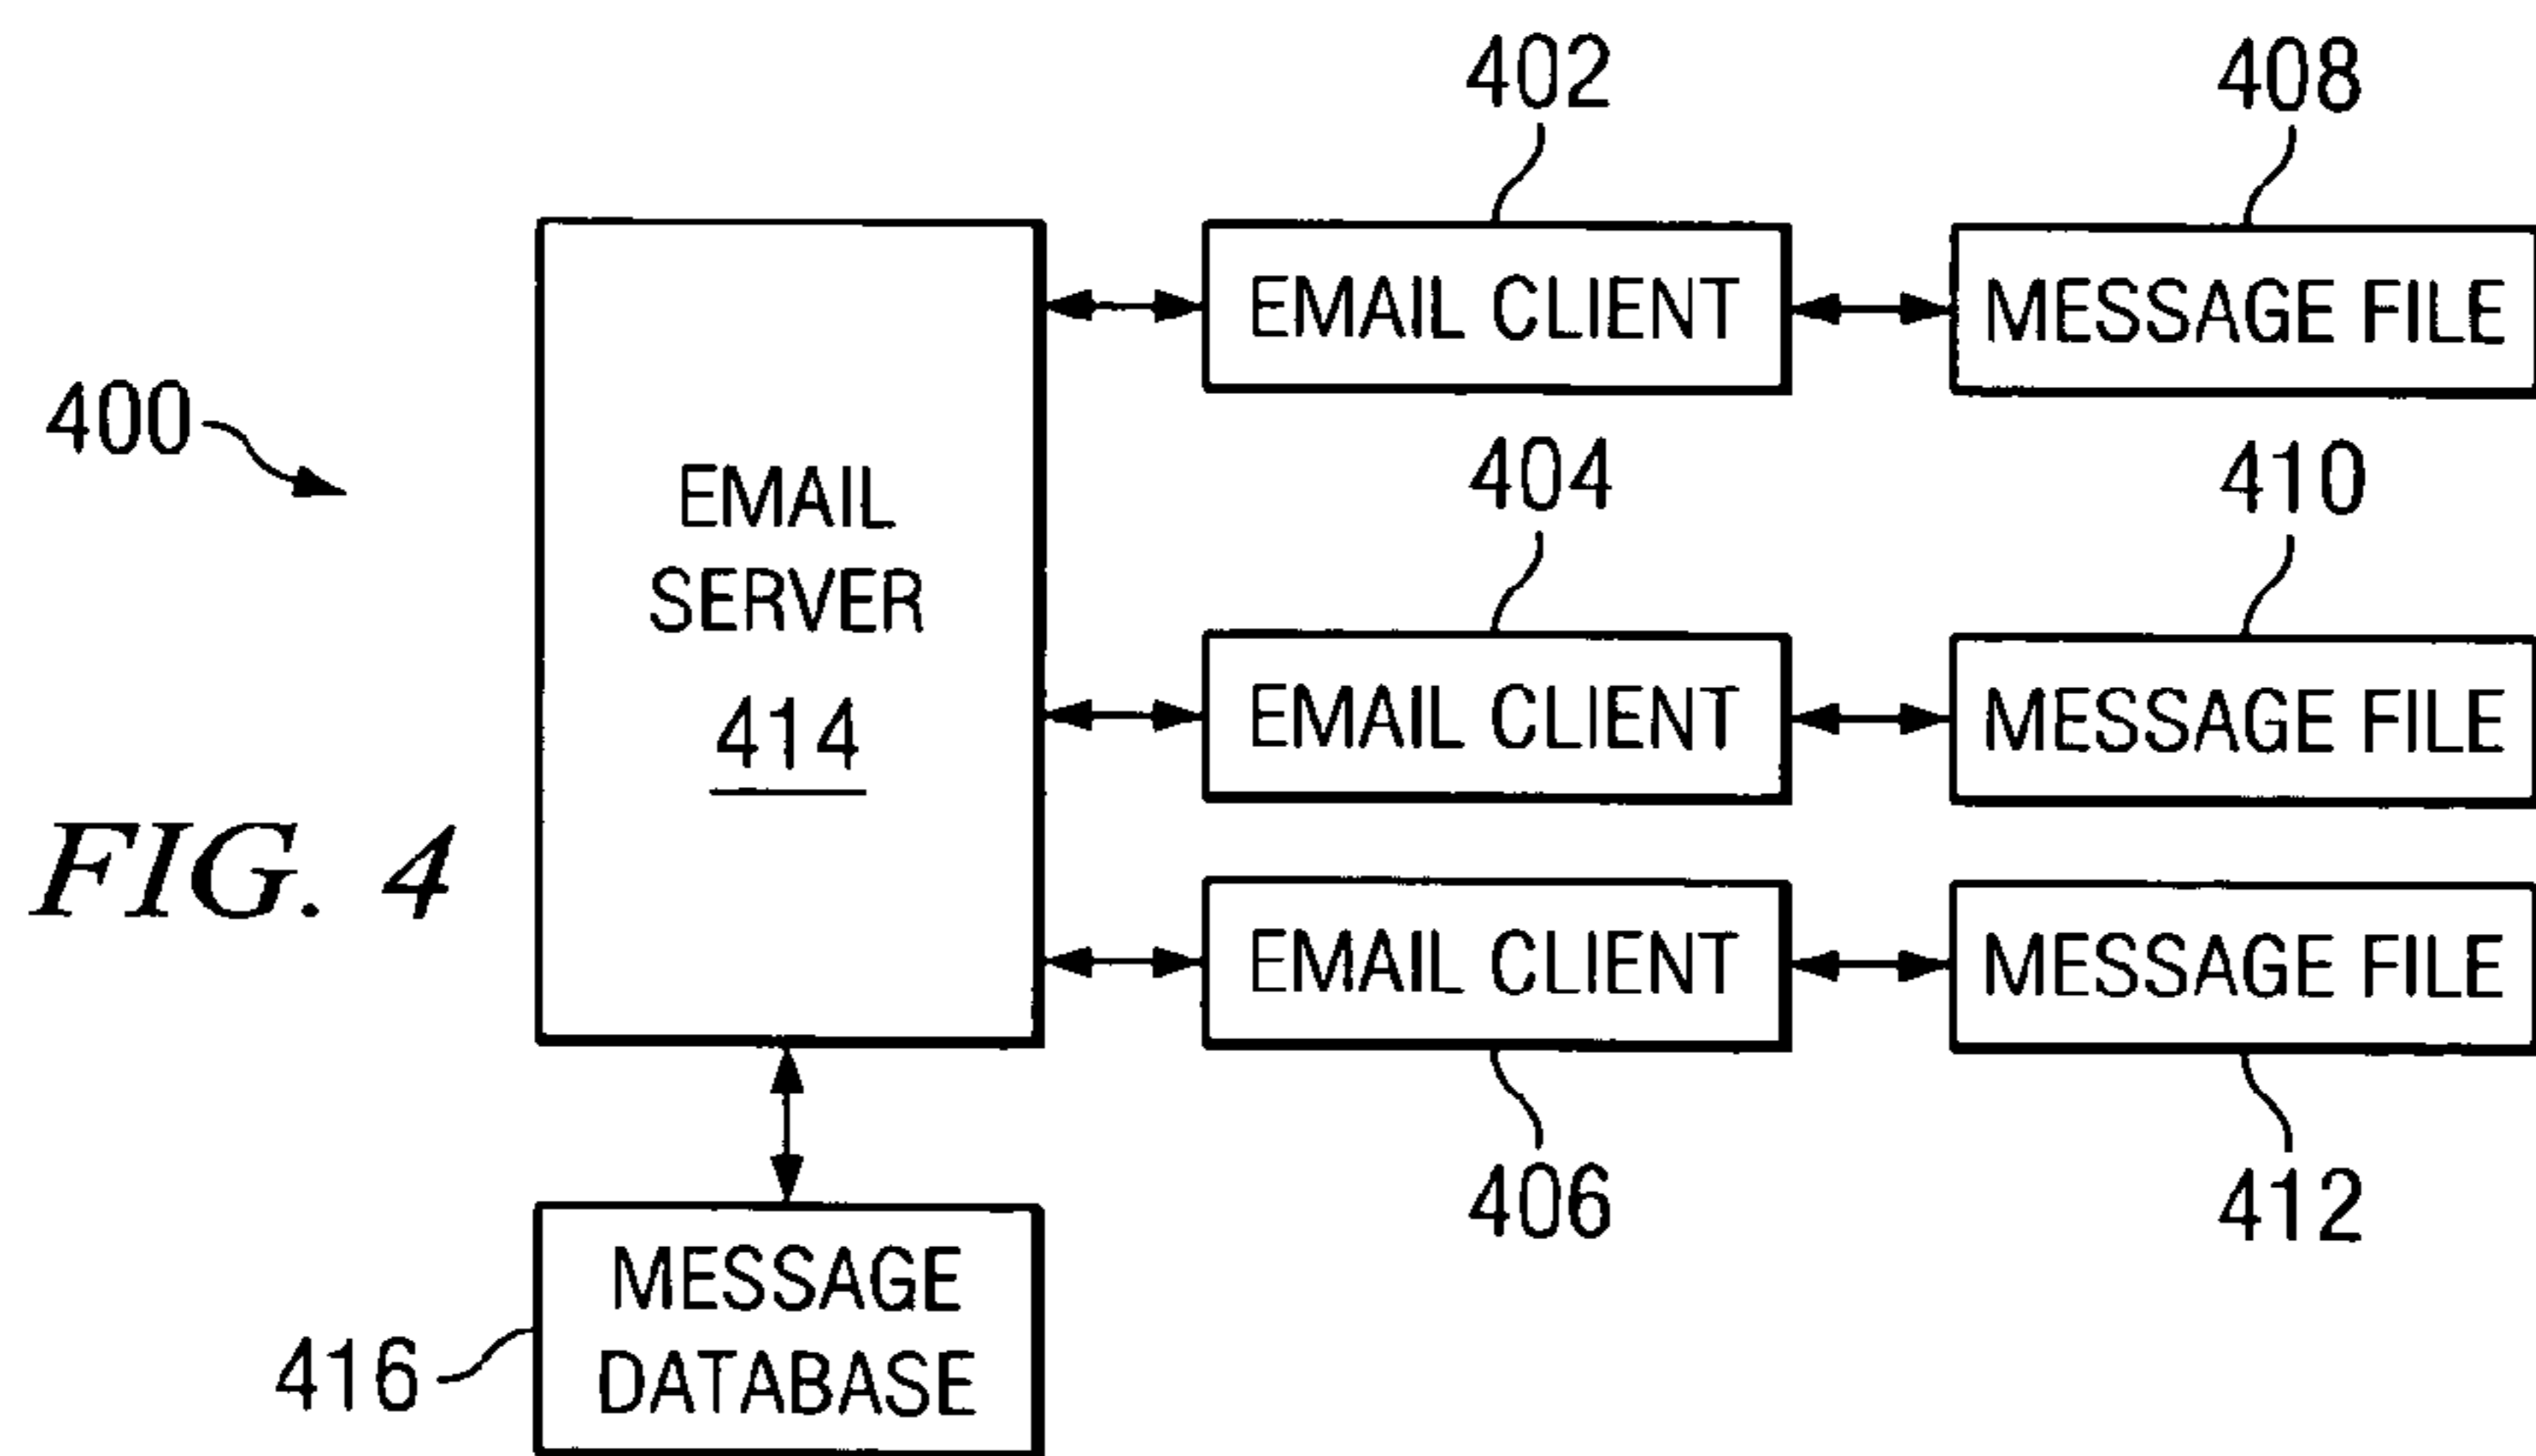 402
408
EMAIL CLIENT
MESSAGE FILE
400
EMAIL
SERVER
414
404
410
EMAIL CLIENT
MESSAGE FILE
FIG. 4
EMAIL CLIENT
MESSAGE FILE
406
412
MESSAGE
DATABASE
416